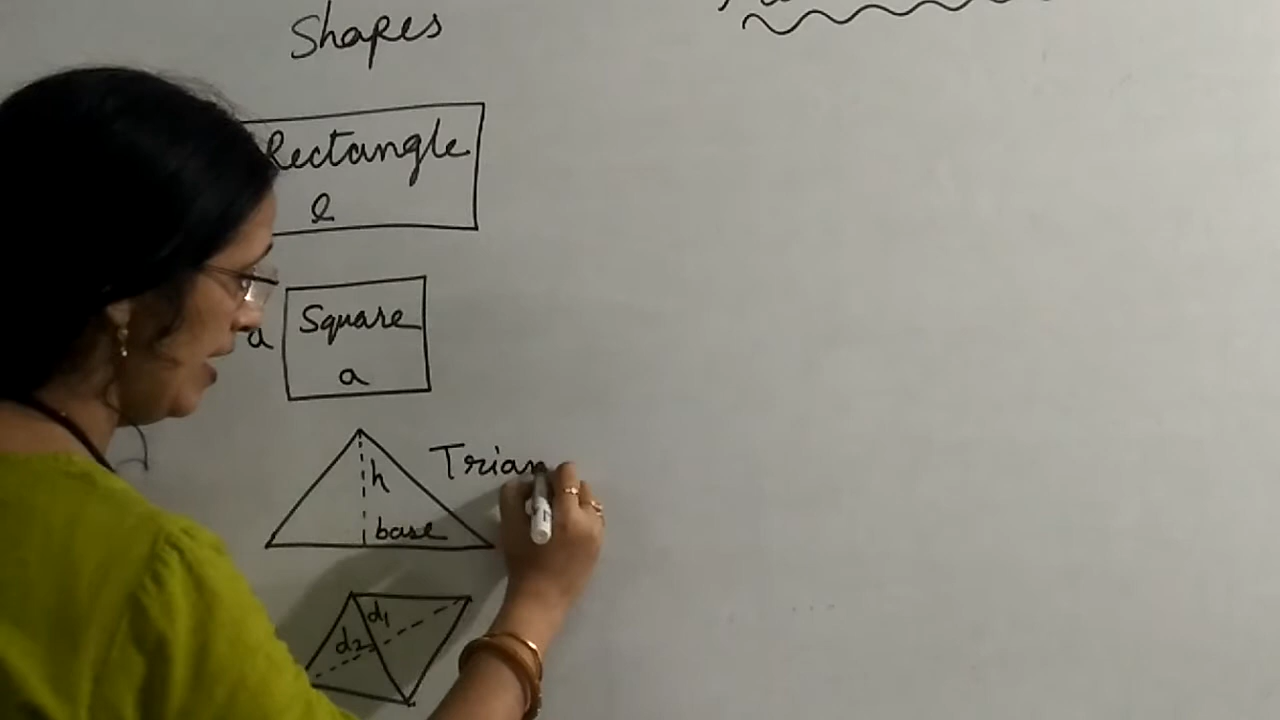 Shapes
Rectangle
l
Square
a
a
Trian
h
base
d1
d2